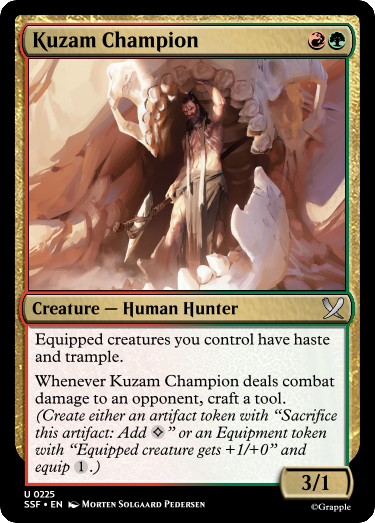 Kuzam Champion
Creature — Human Hunter
Equipped creatures you control have haste
and trample.
Whenever Kuzam Champion deals combat
damage to an opponent, craft a tool.
(Create either an artifact token with “Sacrifice
this artifact: Add ” or an Equipment token
with “Equipped creature gets +1/+0” and
equip 1.)
3/1
U 0225
SSF • EN Morten Solgaard Pedersen
©Grapple